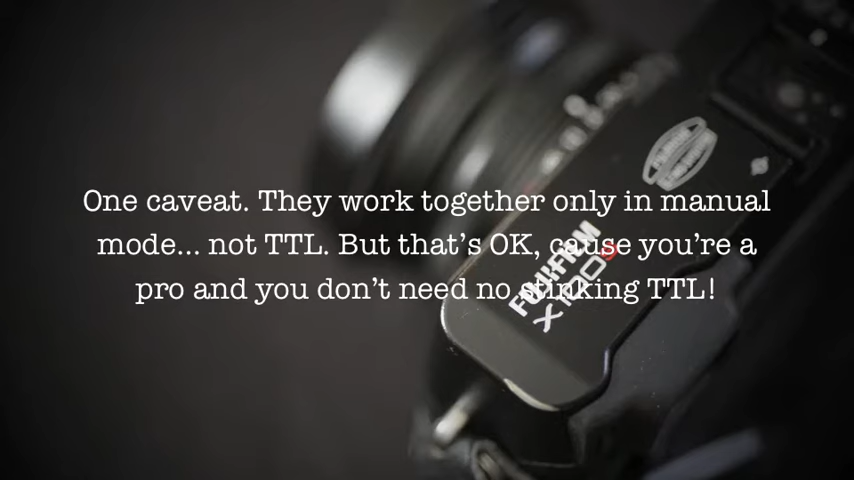 One caveat. They work together only in manual
mode... not TTL. But that's OK, cause you're a
pro and you don't need no stinking TTL!
FUJIFILM
X100S